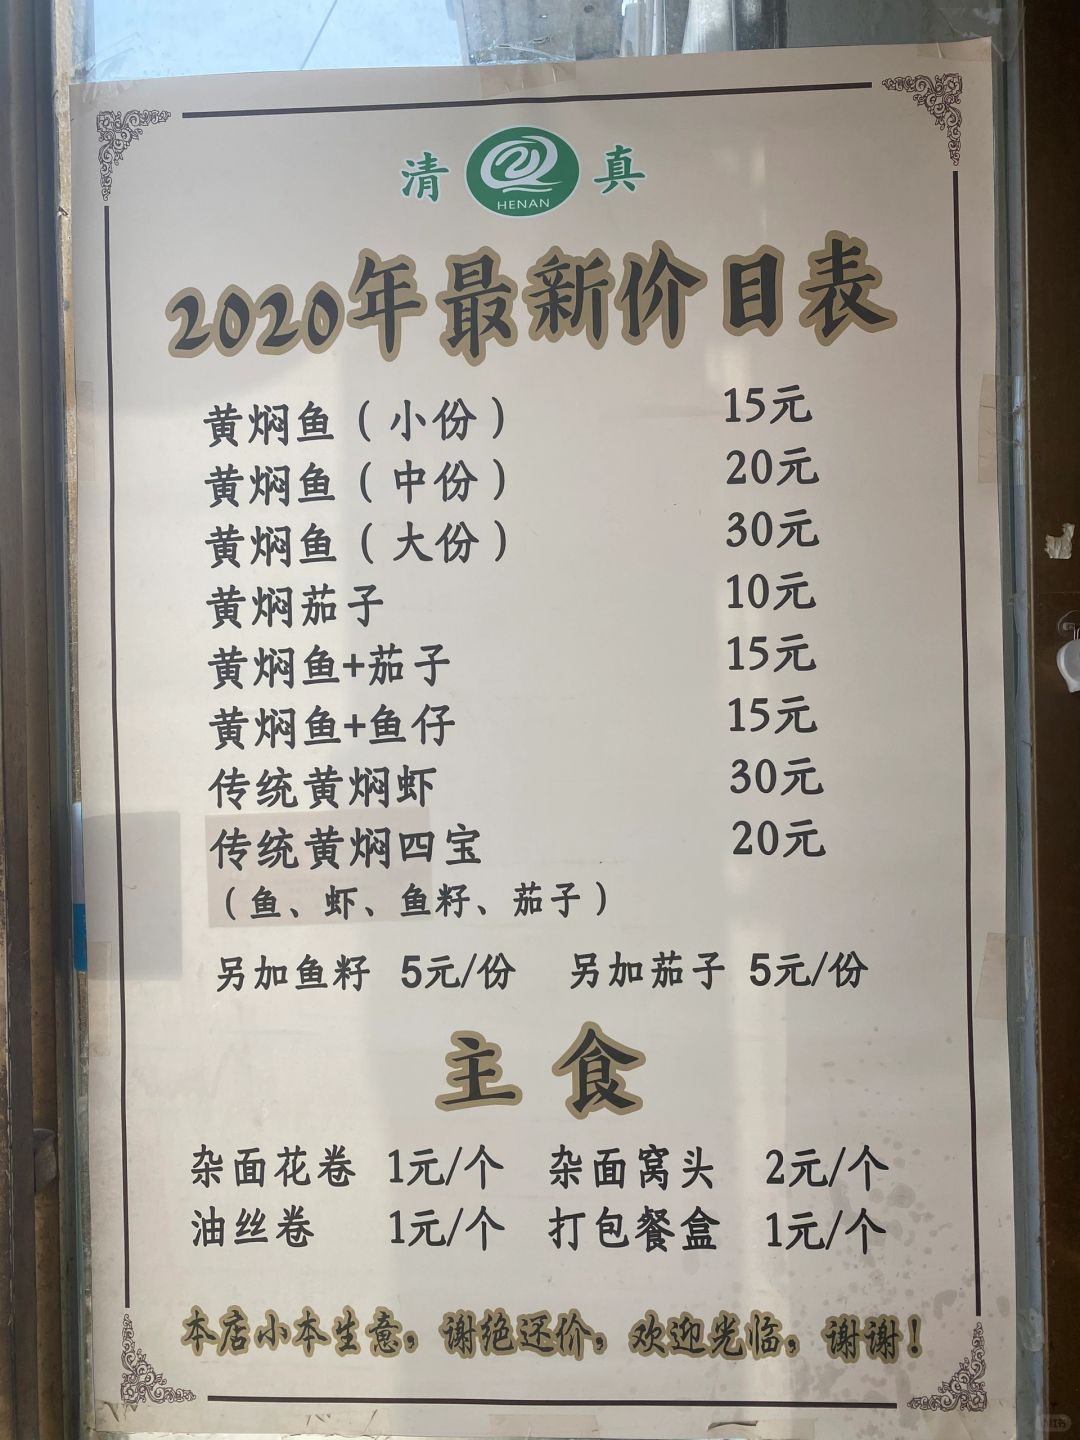 清 真
HENAN
2020年最新价目表
黄焖鱼（小份） 15元
黄焖鱼（中份） 20元
黄焖鱼（大份） 30元
黄焖茄子 10元
黄焖鱼+茄子 15元
黄焖鱼+鱼仔 15元
传统黄焖虾 30元
传统黄焖四宝 20元
（鱼、虾、鱼籽、茄子）
另加鱼籽 5元/份 另加茄子 5元/份
主食
杂面花卷 1元/个 杂面窝头 2元/个
油丝卷 1元/个 打包餐盒 1元/个
本店小本生意，谢绝还价，欢迎光临，谢谢！